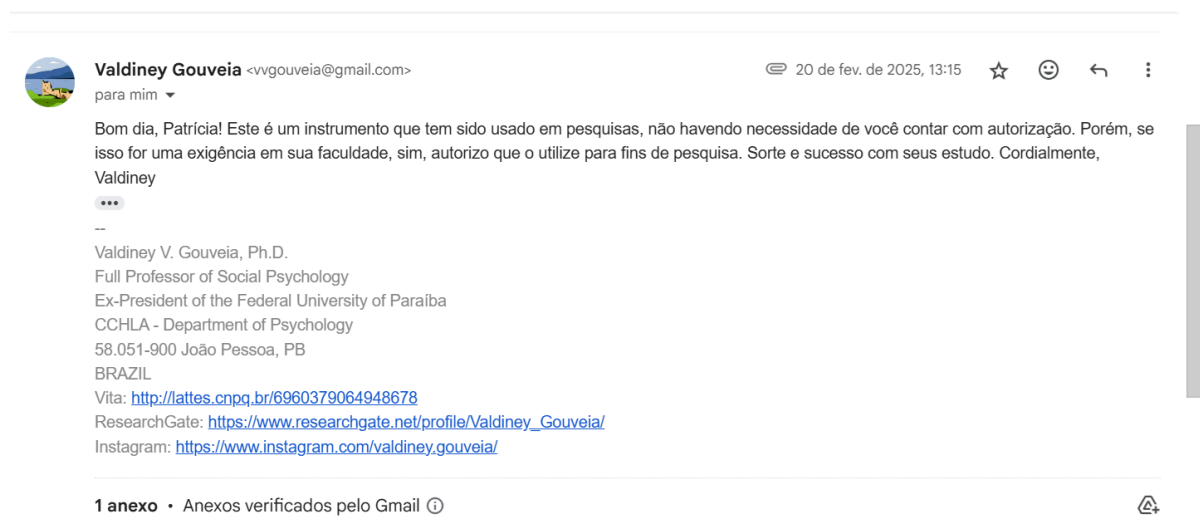 Valdiney Gouveia <vvgouveia@gmail.com>
20 de fev. de 2025, 13:15
para mim
Bom dia, Patrícia! Este é um instrumento que tem sido usado em pesquisas, não havendo necessidade de você contar com autorização. Porém, se
isso for uma exigência em sua faculdade, sim, autorizo que o utilize para fins de pesquisa. Sorte e sucesso com seus estudo. Cordialmente,
Valdiney
•••
--
Valdiney V. Gouveia, Ph.D.
Full Professor of Social Psychology
Ex-President of the Federal University of Paraíba
CCHLA - Department of Psychology
58.051-900 João Pessoa, PB
BRAZIL
Vita: http://lattes.cnpq.br/6960379064948678
ResearchGate: https://www.researchgate.net/profile/Valdiney_Gouveia/
Instagram: https://www.instagram.com/valdiney.gouveia/
1 anexo • Anexos verificados pelo Gmail